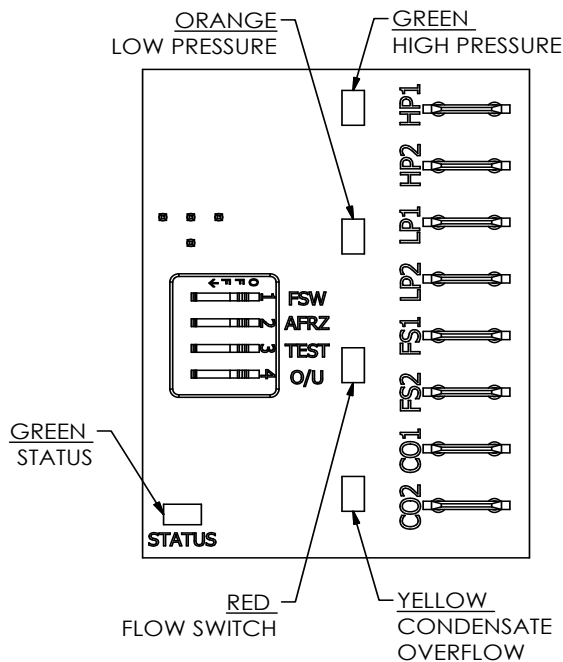 ORANGE
LOW PRESSURE
GREEN
HIGH PRESSURE
HP1
HP2
LP1
LP2
FS1
FS2
CO1
CO2
OFF
1 FSW
2 AFRZ
3 TEST
4 O/U
GREEN
STATUS
STATUS
RED
FLOW SWITCH
YELLOW
CONDENSATE
OVERFLOW